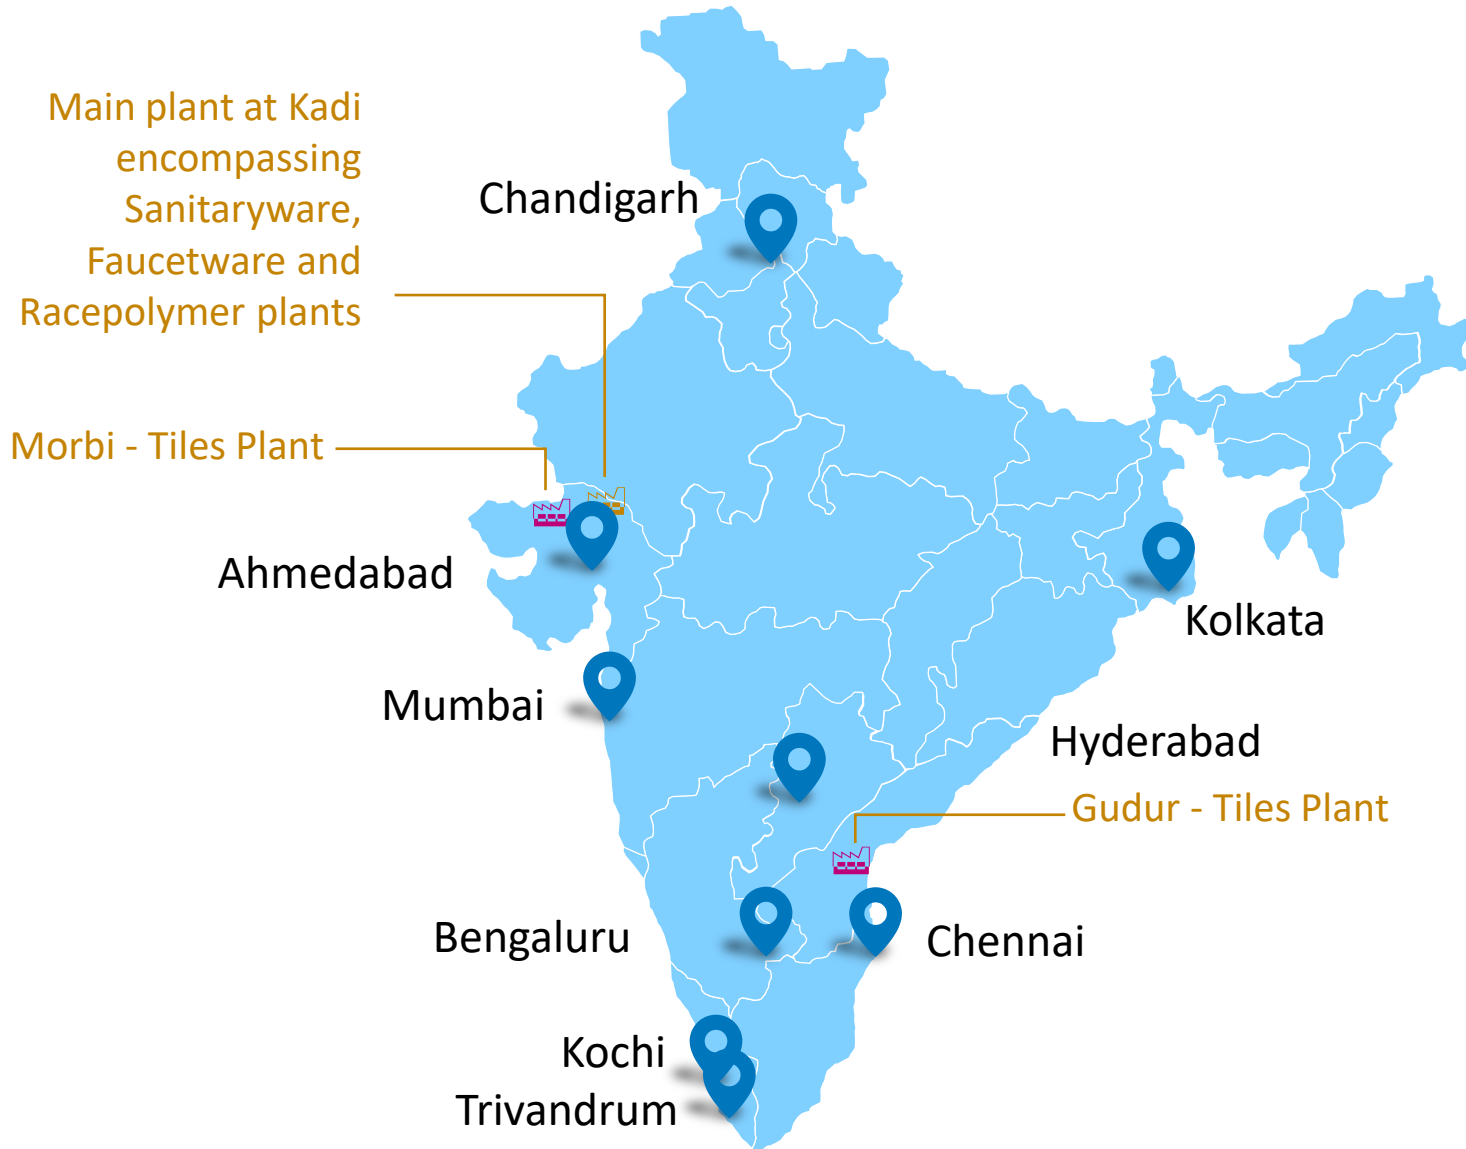 Main plant at Kadi
encompassing
Sanitaryware,
Faucetware and
Racepolymer plants
Chandigarh
Morbi - Tiles Plant
Ahmedabad
Kolkata
Mumbai
Hyderabad
Gudur - Tiles Plant
Bengaluru
Chennai
Kochi
Trivandrum